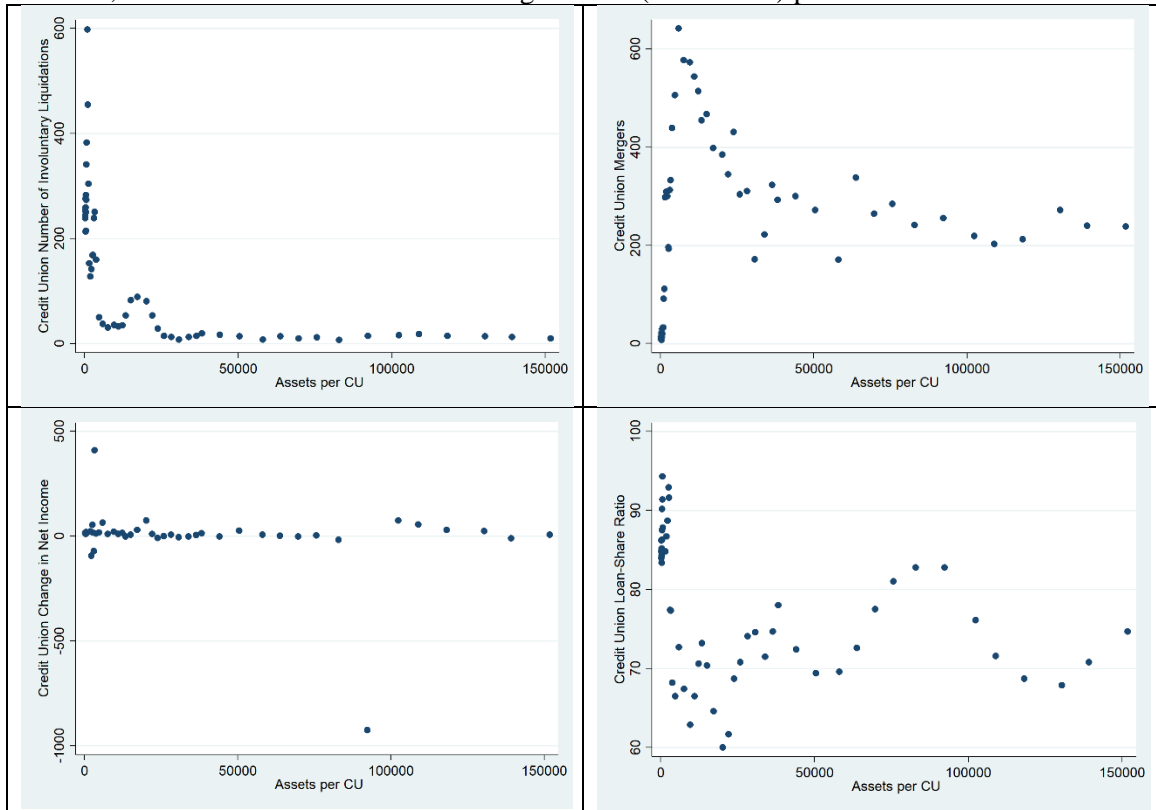 Credit Union Number of Involuntary Liquidations
600
400
200
0
0 50000 100000 150000
Assets per CU
Credit Union Mergers
600
400
200
0
0 50000 100000 150000
Assets per CU
Credit Union Change in Net Income
500
0
-500
-1000
0 50000 100000 150000
Assets per CU
Credit Union Loan-Share Ratio
100
90
80
70
60
0 50000 100000 150000
Assets per CU